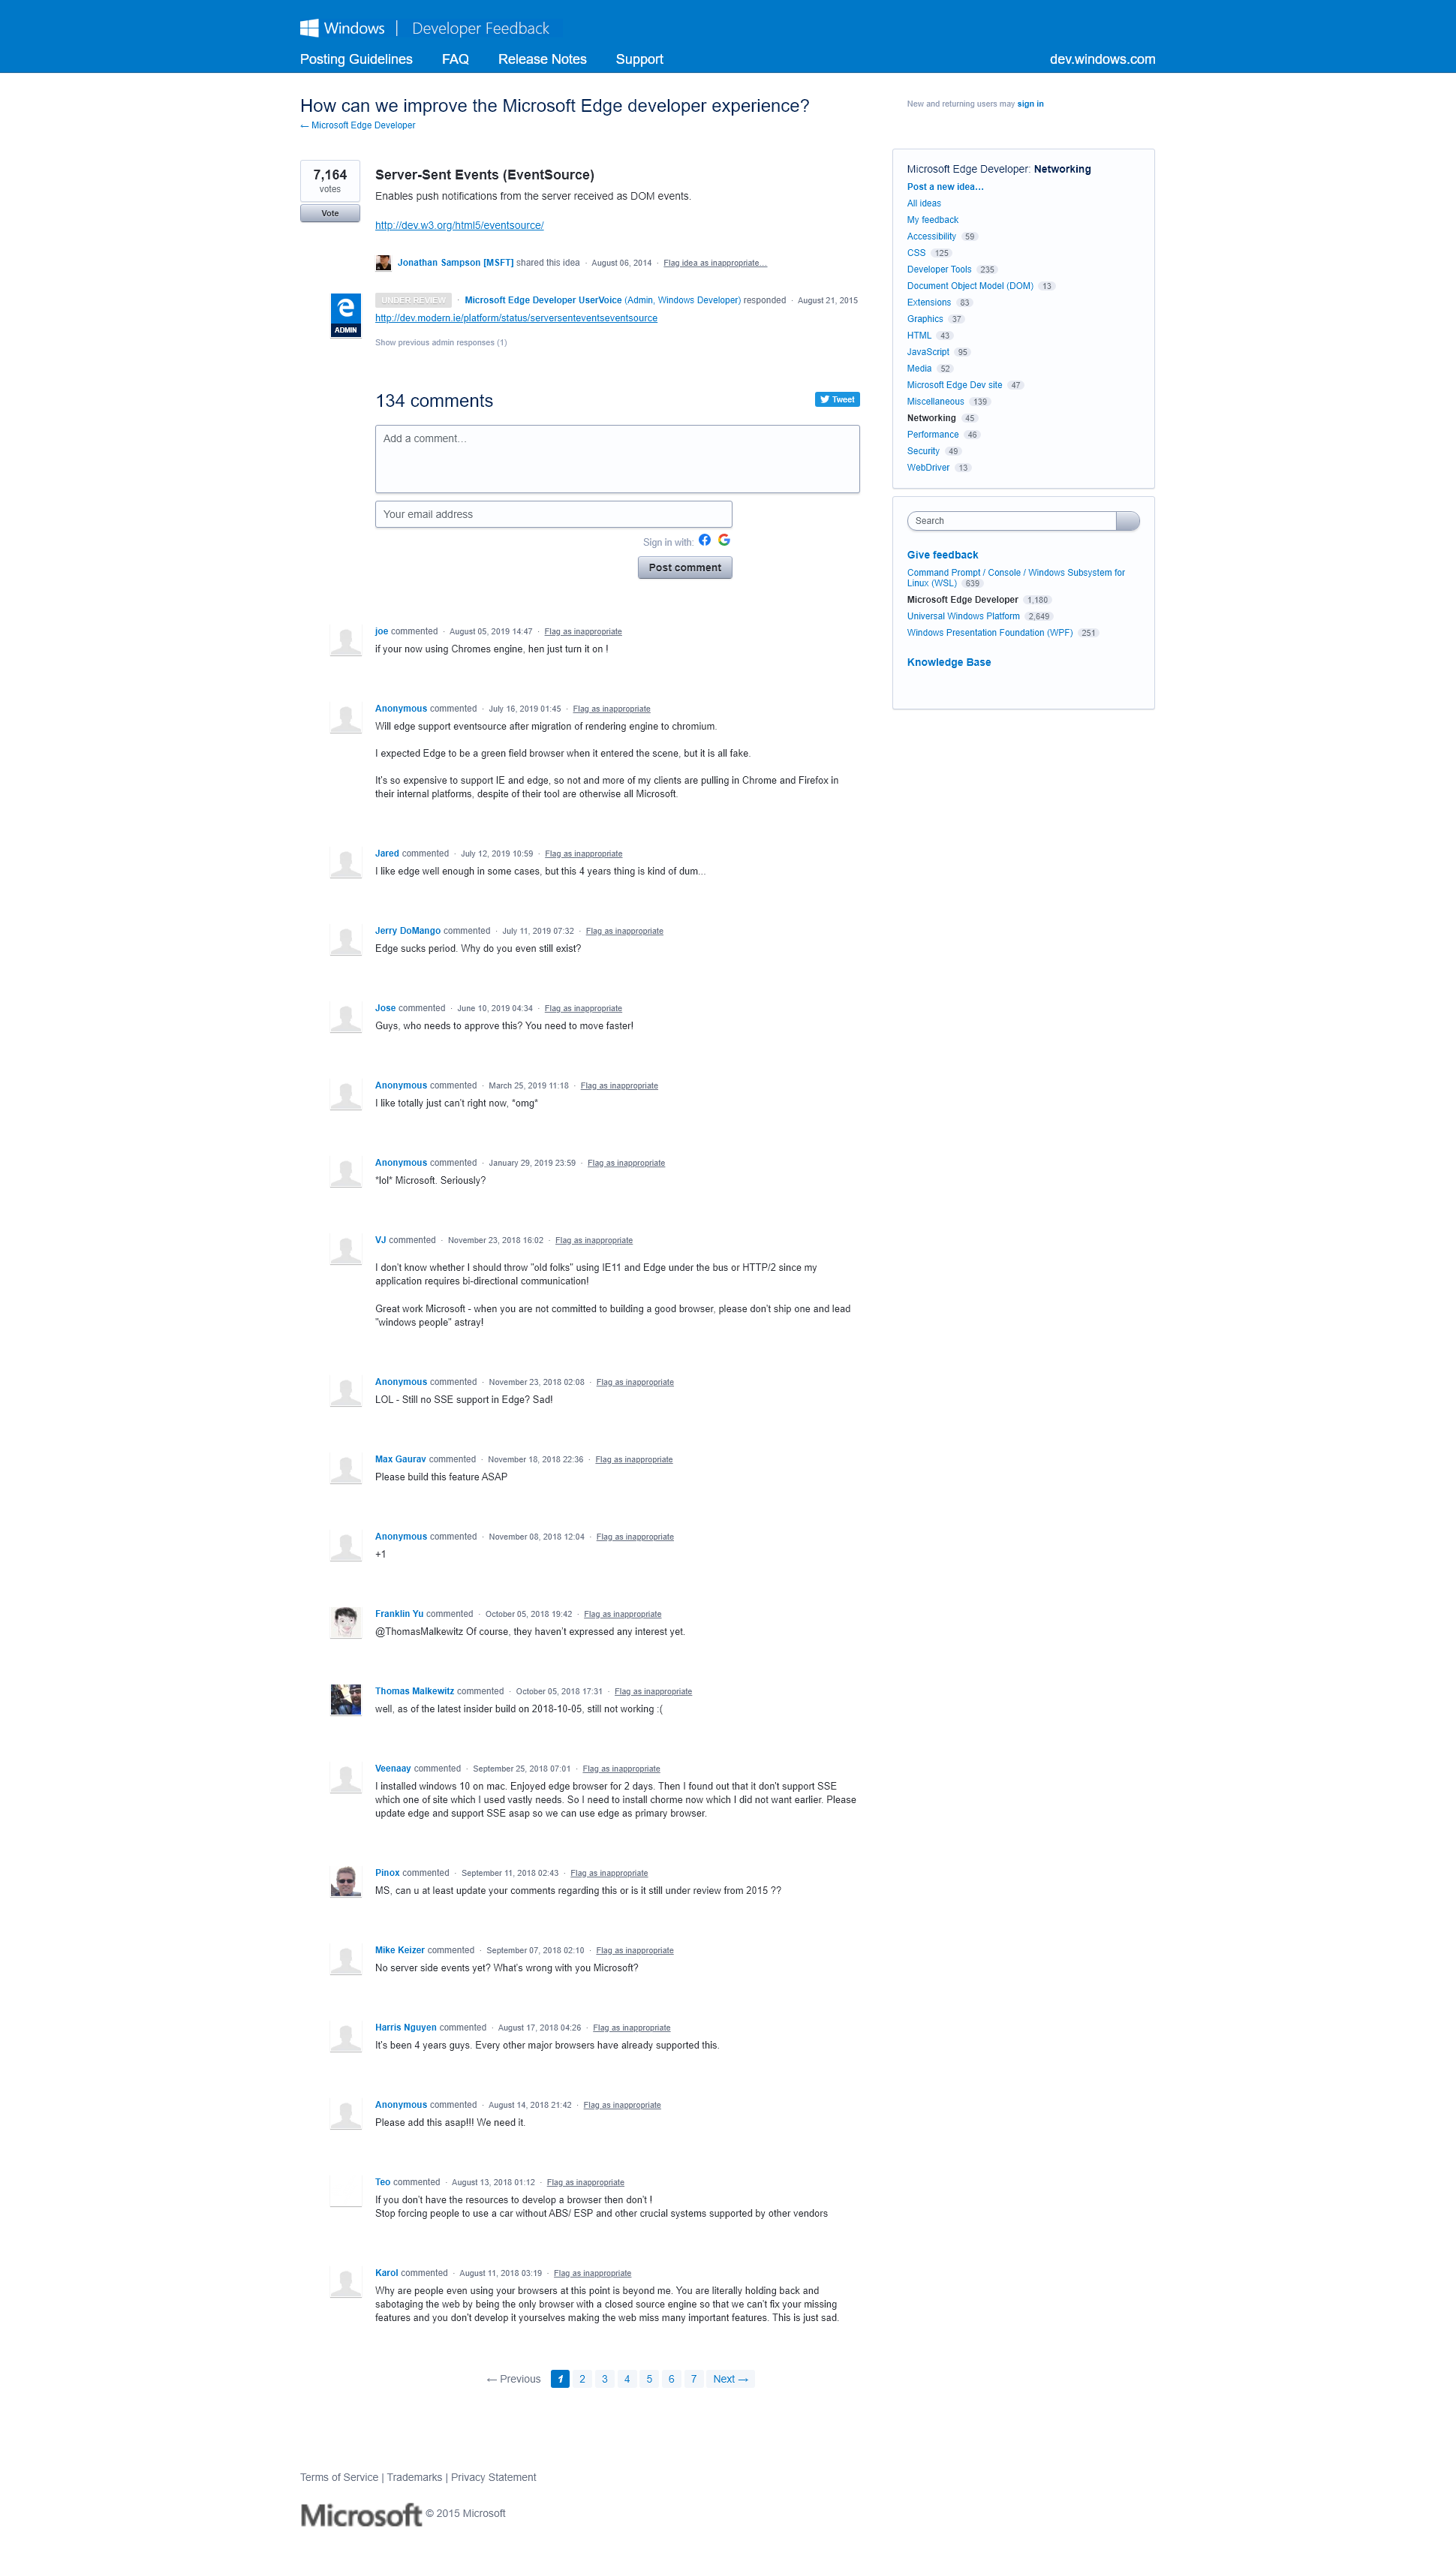 Windows | Developer Feedback
Posting Guidelines FAQ Release Notes Support dev.windows.com
How can we improve the Microsoft Edge developer experience?
← Microsoft Edge Developer
New and returning users may sign in
7,164
votes
Vote
Server-Sent Events (EventSource)
Enables push notifications from the server received as DOM events.
http://dev.w3.org/html5/eventsource/
Jonathan Sampson [MSFT] shared this idea · August 06, 2014 · Flag idea as inappropriate…
ADMIN
UNDER REVIEW · Microsoft Edge Developer UserVoice (Admin, Windows Developer) responded · August 21, 2015
http://dev.modern.ie/platform/status/serversenteventseventsource
Show previous admin responses (1)
134 comments
Tweet
Add a comment…
Your email address
Sign in with:
Post comment
joe commented · August 05, 2019 14:47 · Flag as inappropriate
if your now using Chromes engine, hen just turn it on !
Anonymous commented · July 16, 2019 01:45 · Flag as inappropriate
Will edge support eventsource after migration of rendering engine to chromium.
I expected Edge to be a green field browser when it entered the scene, but it is all fake.
It's so expensive to support IE and edge, so not and more of my clients are pulling in Chrome and Firefox in
their internal platforms, despite of their tool are otherwise all Microsoft.
Jared commented · July 12, 2019 10:59 · Flag as inappropriate
I like edge well enough in some cases, but this 4 years thing is kind of dum...
Jerry DoMango commented · July 11, 2019 07:32 · Flag as inappropriate
Edge sucks period. Why do you even still exist?
Jose commented · June 10, 2019 04:34 · Flag as inappropriate
Guys, who needs to approve this? You need to move faster!
Anonymous commented · March 25, 2019 11:18 · Flag as inappropriate
I like totally just can't right now, *omg*
Anonymous commented · January 29, 2019 23:59 · Flag as inappropriate
*lol* Microsoft. Seriously?
VJ commented · November 23, 2018 16:02 · Flag as inappropriate
I don't know whether I should throw "old folks" using IE11 and Edge under the bus or HTTP/2 since my
application requires bi-directional communication!
Great work Microsoft - when you are not committed to building a good browser, please don't ship one and lead
"windows people" astray!
Anonymous commented · November 23, 2018 02:08 · Flag as inappropriate
LOL - Still no SSE support in Edge? Sad!
Max Gaurav commented · November 18, 2018 22:36 · Flag as inappropriate
Please build this feature ASAP
Anonymous commented · November 08, 2018 12:04 · Flag as inappropriate
+1
Franklin Yu commented · October 05, 2018 19:42 · Flag as inappropriate
@ThomasMalkewitz Of course, they haven't expressed any interest yet.
Thomas Malkewitz commented · October 05, 2018 17:31 · Flag as inappropriate
well, as of the latest insider build on 2018-10-05, still not working :(
Veenaay commented · September 25, 2018 07:01 · Flag as inappropriate
I installed windows 10 on mac. Enjoyed edge browser for 2 days. Then I found out that it don't support SSE
which one of site which I used vastly needs. So I need to install chorme now which I did not want earlier. Please
update edge and support SSE asap so we can use edge as primary browser.
Pinox commented · September 11, 2018 02:43 · Flag as inappropriate
MS, can u at least update your comments regarding this or is it still under review from 2015 ??
Mike Keizer commented · September 07, 2018 02:10 · Flag as inappropriate
No server side events yet? What's wrong with you Microsoft?
Harris Nguyen commented · August 17, 2018 04:26 · Flag as inappropriate
It's been 4 years guys. Every other major browsers have already supported this.
Anonymous commented · August 14, 2018 21:42 · Flag as inappropriate
Please add this asap!!! We need it.
Teo commented · August 13, 2018 01:12 · Flag as inappropriate
If you don't have the resources to develop a browser then don't !
Stop forcing people to use a car without ABS/ ESP and other crucial systems supported by other vendors
Karol commented · August 11, 2018 03:19 · Flag as inappropriate
Why are people even using your browsers at this point is beyond me. You are literally holding back and
sabotaging the web by being the only browser with a closed source engine so that we can't fix your missing
features and you don't develop it yourselves making the web miss many important features. This is just sad.
← Previous 1 2 3 4 5 6 7 Next →
Microsoft Edge Developer: Networking
Post a new idea…
All ideas
My feedback
Accessibility 59
CSS 125
Developer Tools 235
Document Object Model (DOM) 13
Extensions 83
Graphics 37
HTML 43
JavaScript 95
Media 52
Microsoft Edge Dev site 47
Miscellaneous 139
Networking 45
Performance 46
Security 49
WebDriver 13
Search
Give feedback
Command Prompt / Console / Windows Subsystem for
Linux (WSL) 639
Microsoft Edge Developer 1,180
Universal Windows Platform 2,649
Windows Presentation Foundation (WPF) 251
Knowledge Base
Terms of Service | Trademarks | Privacy Statement
Microsoft © 2015 Microsoft